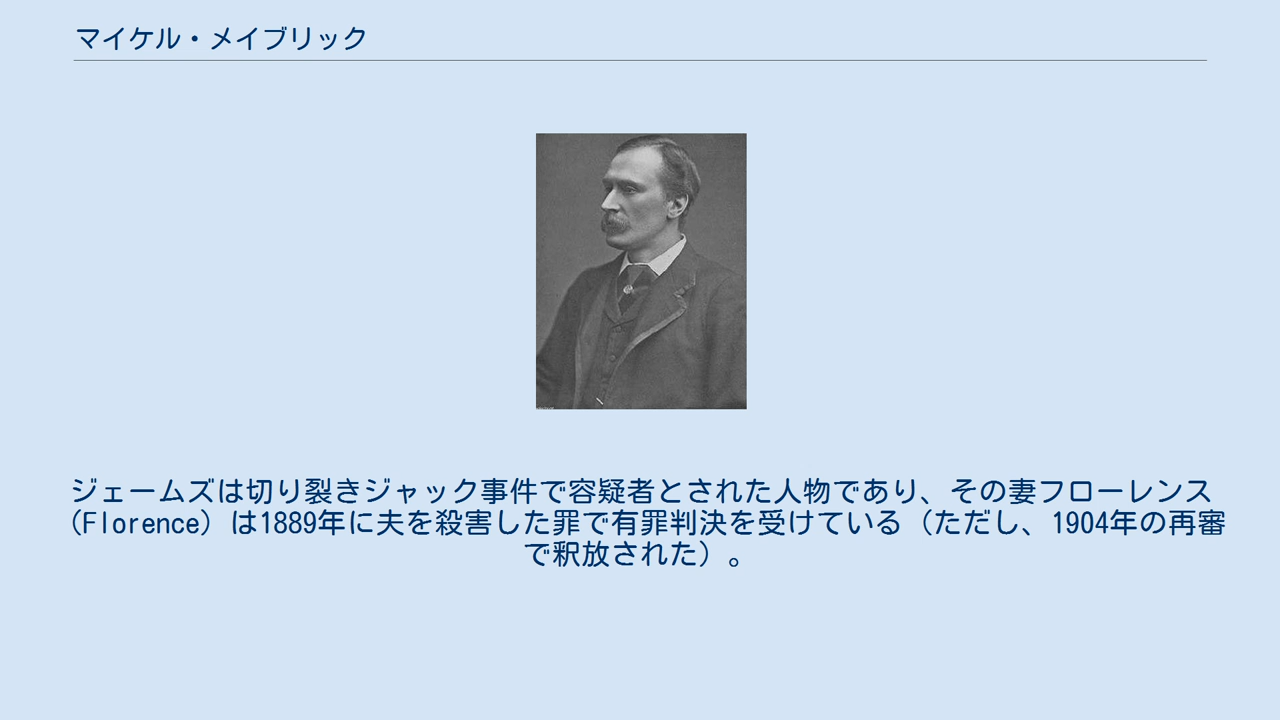 マイケル・メイブリック
ジェームズは切り裂きジャック事件で容疑者とされた人物であり、その妻フローレンス
(Florence）は1889年に夫を殺害した罪で有罪判決を受けている（ただし、1904年の再審
で釈放された）。